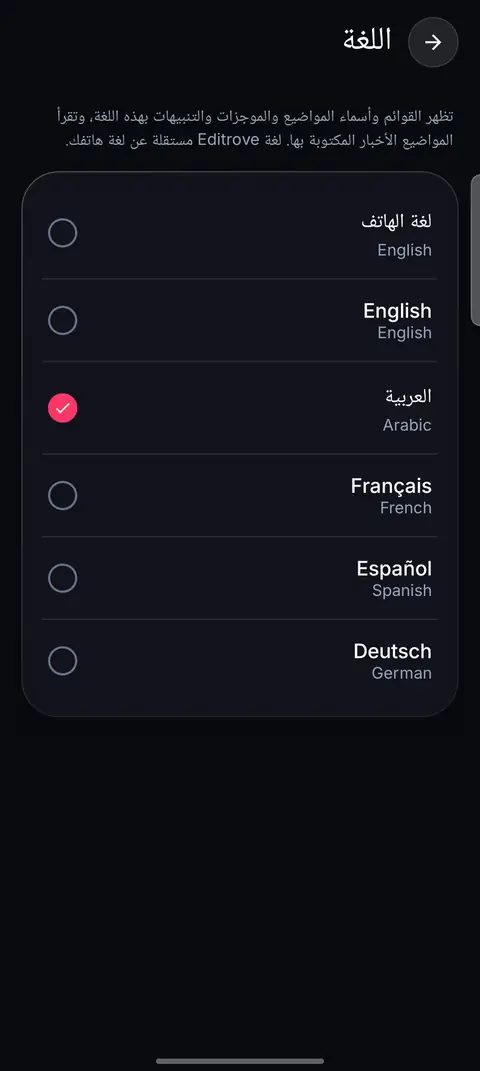 اللغة
تظهر القوائم وأسماء المواضيع والموجزات والتنبيهات بهذه اللغة، وتقرأ
المواضيع الأخبار المكتوبة بها. لغة Editrove مستقلة عن لغة هاتفك.
لغة الهاتف
English
English
English
العربية
Arabic
Français
French
Español
Spanish
Deutsch
German